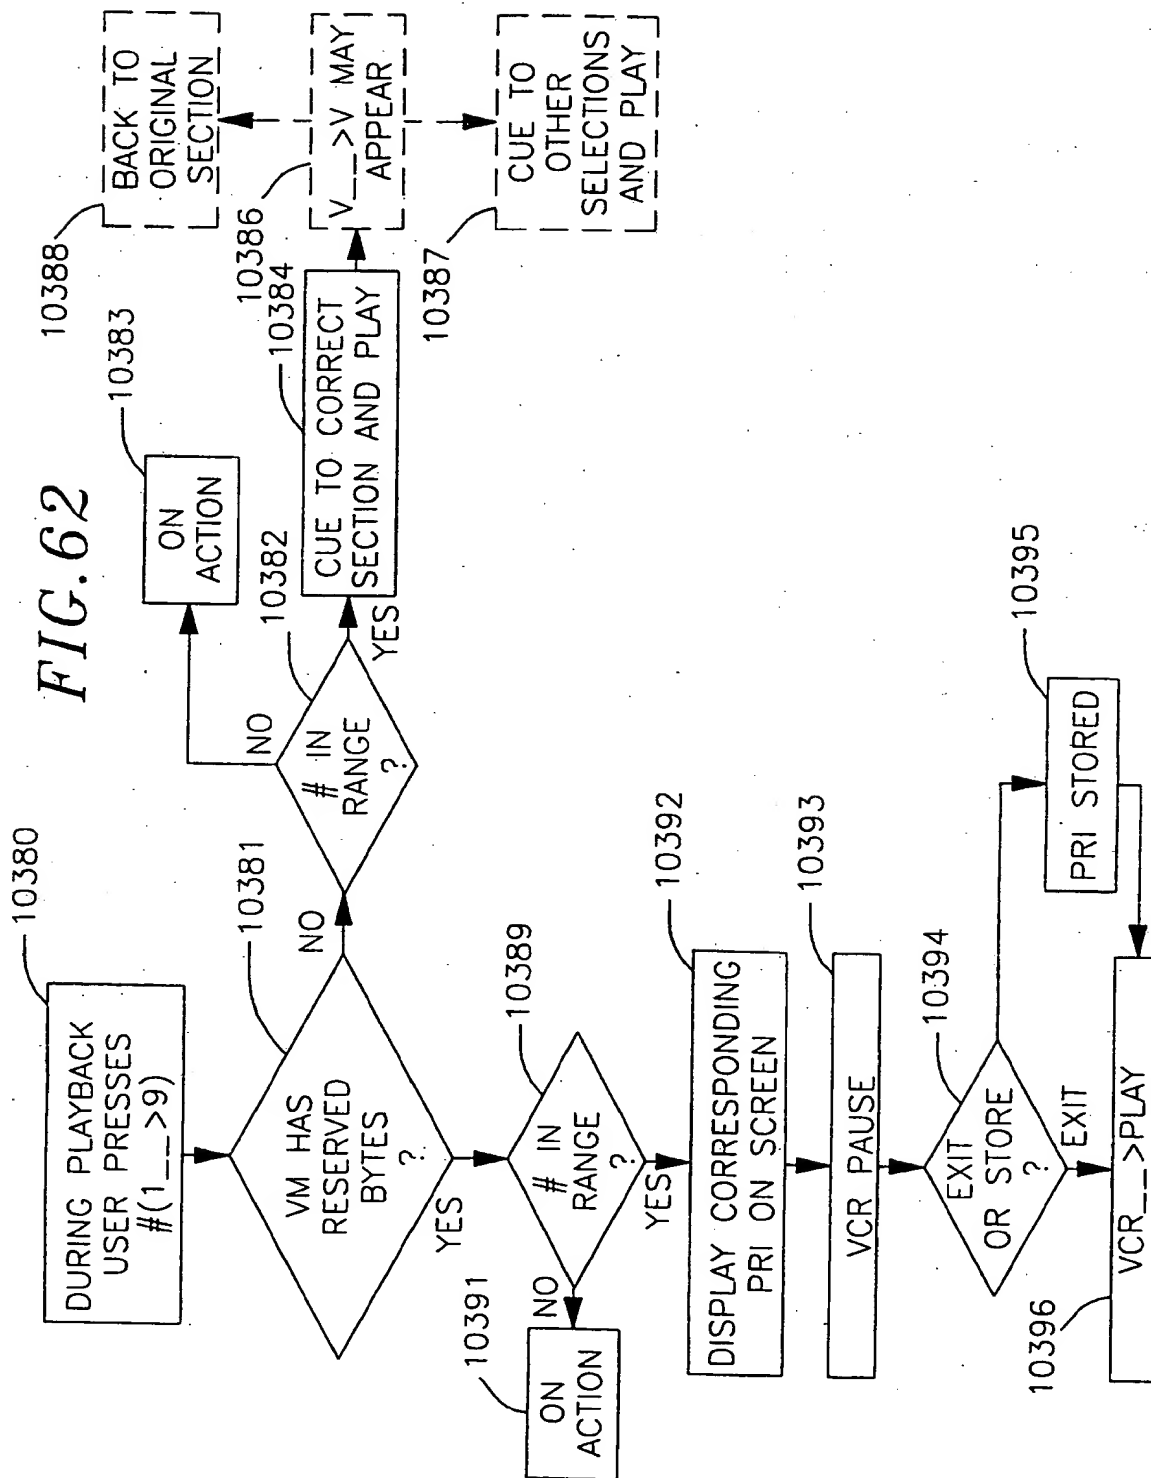 FIG. 62
10380
DURING PLAYBACK
USER PRESSES
#(1__>9)
10381
VM HAS
RESERVED
BYTES
?
NO
YES
10382
# IN
RANGE
?
NO
YES
10383
ON
ACTION
10384
CUE TO CORRECT
SECTION AND PLAY
10386
V__>V MAY
APPEAR
10388
BACK TO
ORIGINAL
SECTION
10387
CUE TO
OTHER
SELECTIONS
AND PLAY
10389
# IN
RANGE
?
NO
YES
10391
ON
ACTION
10392
DISPLAY CORRESPONDING
PRI ON SCREEN
10393
VCR PAUSE
10394
EXIT
OR STORE
?
EXIT
10395
PRI STORED
10396
VCR__>PLAY